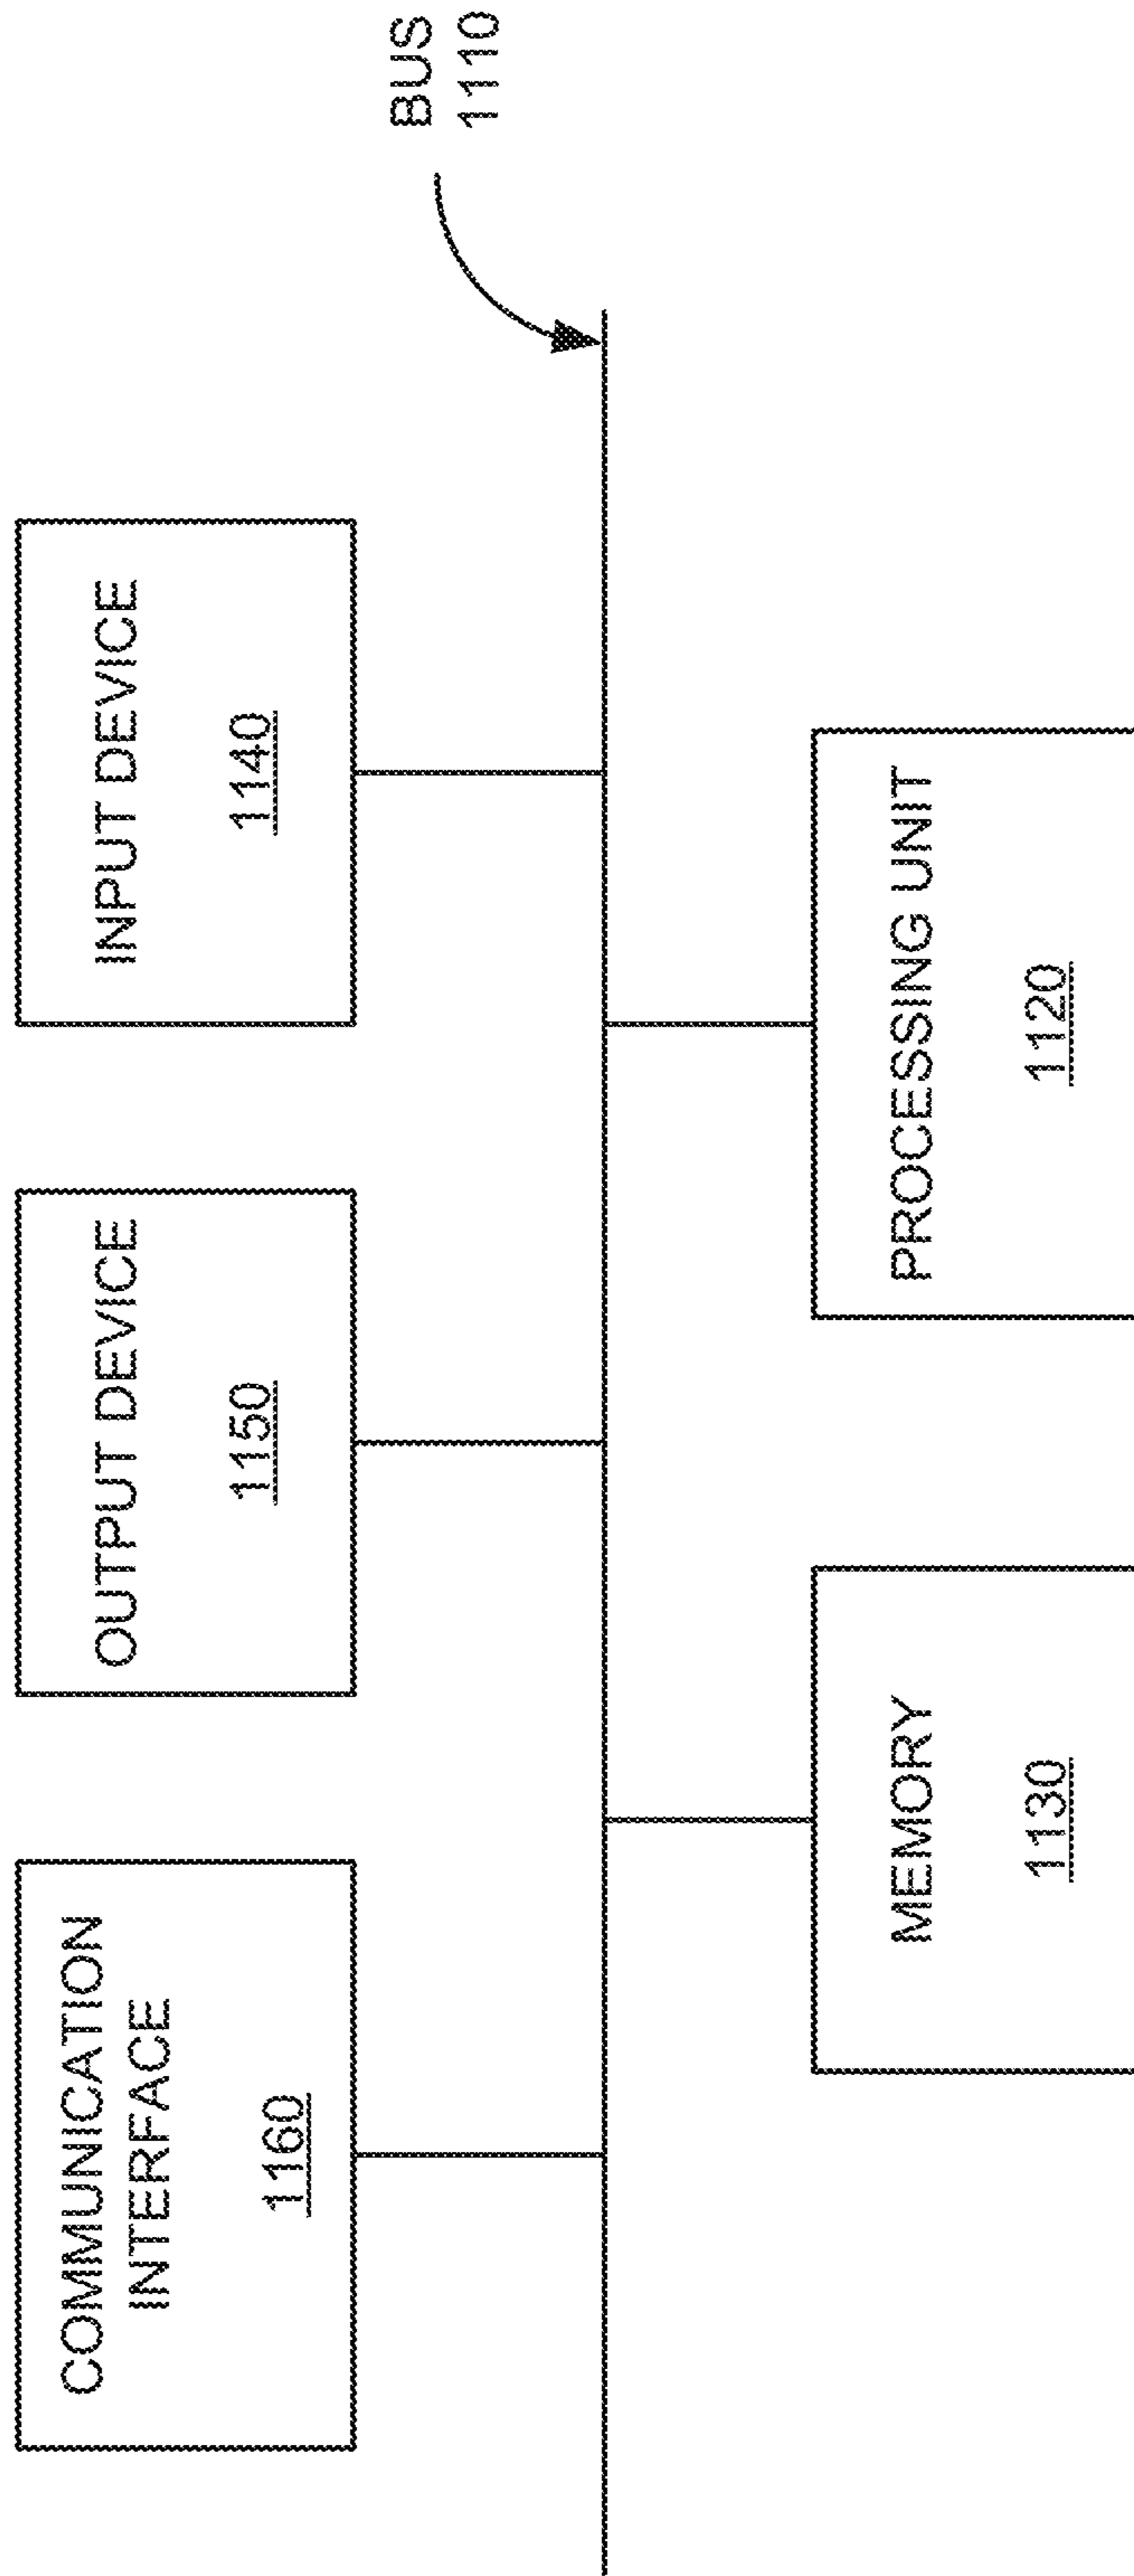 COMMUNICATION
INTERFACE
1160
OUTPUT DEVICE
1150
INPUT DEVICE
1140
BUS
1110
MEMORY
1130
PROCESSING UNIT
1120